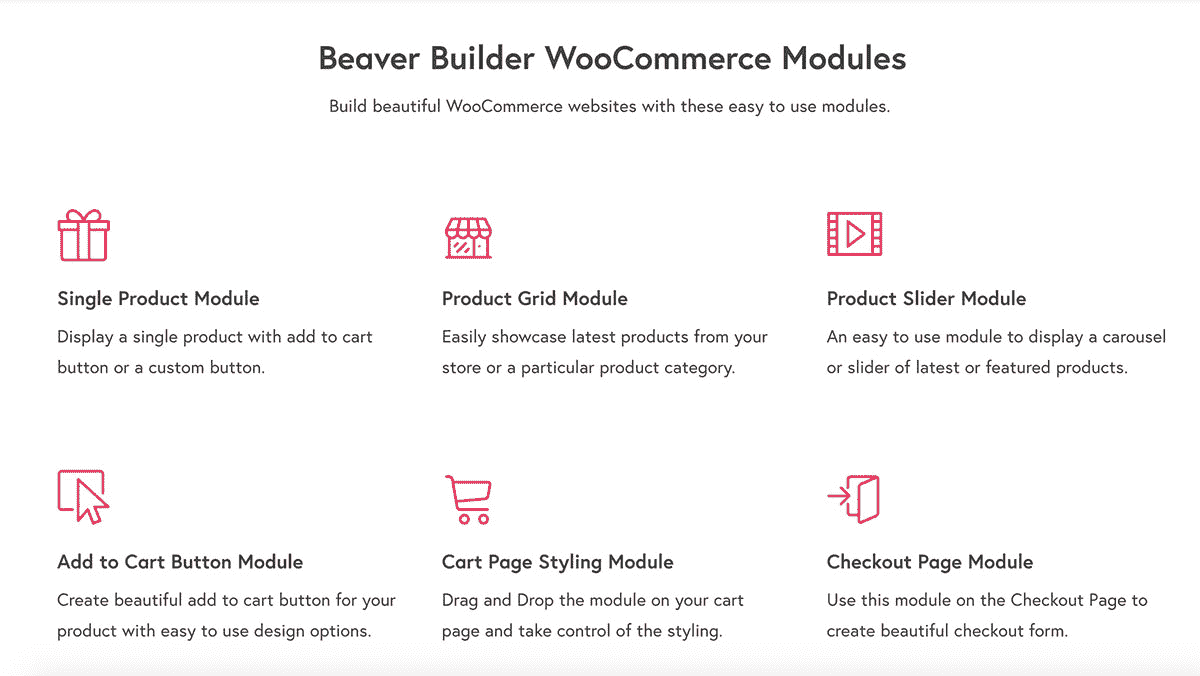 Beaver Builder WooCommerce Modules
Build beautiful WooCommerce websites with these easy to use modules.
Single Product Module
Display a single product with add to cart
button or a custom button.
Product Grid Module
Easily showcase latest products from your
store or a particular product category.
Product Slider Module
An easy to use module to display a carousel
or slider of latest or featured products.
Add to Cart Button Module
Create beautiful add to cart button for your
product with easy to use design options.
Cart Page Styling Module
Drag and Drop the module on your cart
page and take control of the styling.
Checkout Page Module
Use this module on the Checkout Page to
create beautiful checkout form.